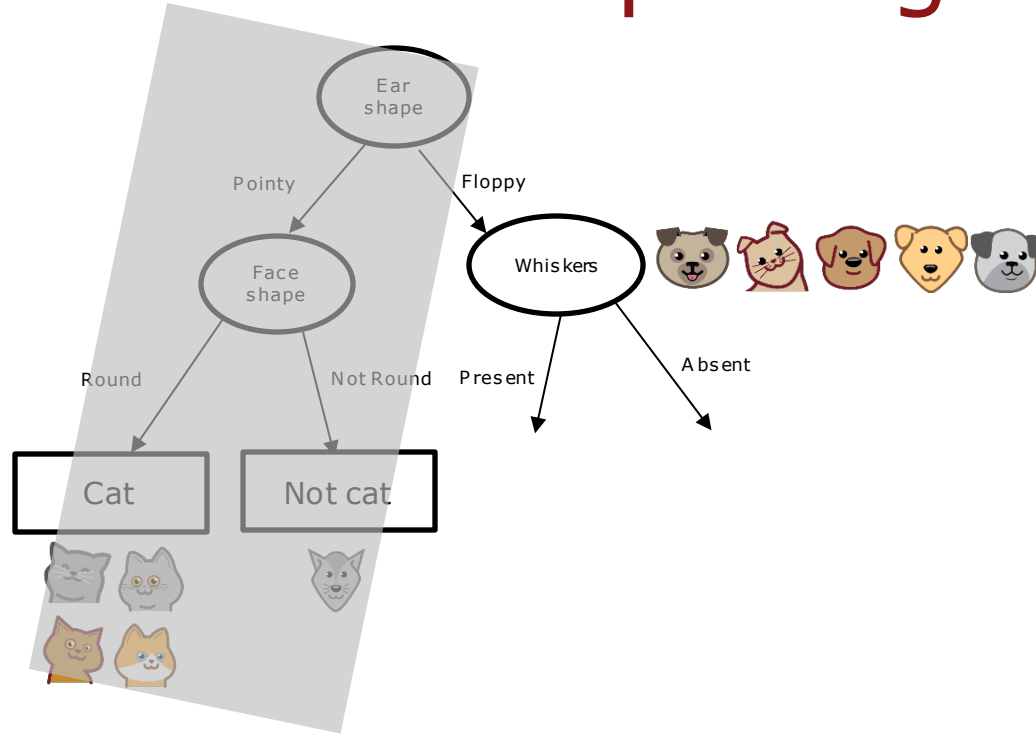 Ear
shape
Pointy
Floppy
Face
shape
Whiskers
Round
Not Round
Present
Absent
Cat
Not cat